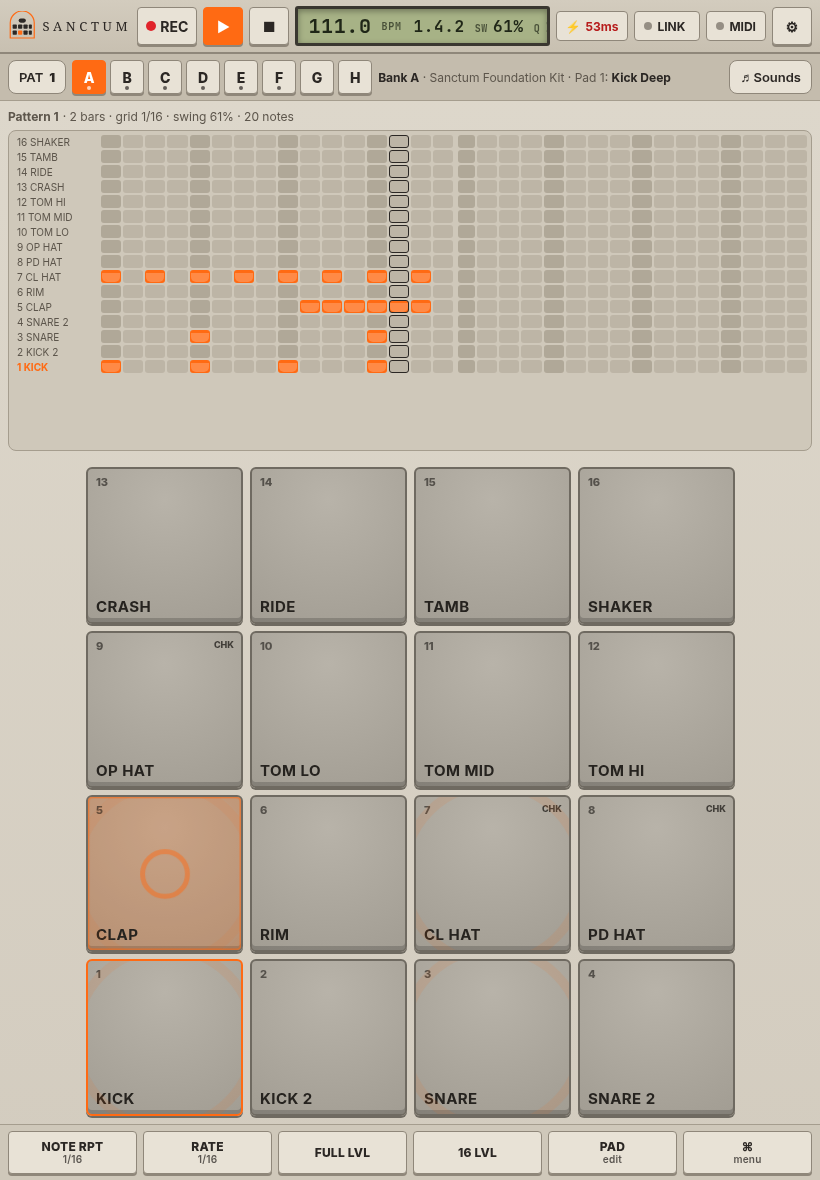 SANCTUM REC 111.0 BPM 1.4.2 SW 61% Q ⚡ 53ms LINK MIDI
PAT 1 A B C D E F G H Bank A · Sanctum Foundation Kit · Pad 1: Kick Deep ♬ Sounds
Pattern 1 · 2 bars · grid 1/16 · swing 61% · 20 notes
16 SHAKER
15 TAMB
14 RIDE
13 CRASH
12 TOM HI
11 TOM MID
10 TOM LO
9 OP HAT
8 PD HAT
7 CL HAT
6 RIM
5 CLAP
4 SNARE 2
3 SNARE
2 KICK 2
1 KICK
13 14 15 16
CRASH RIDE TAMB SHAKER
9 CHK 10 11 12
OP HAT TOM LO TOM MID TOM HI
5 6 7 CHK 8 CHK
CLAP RIM CL HAT PD HAT
1 2 3 4
KICK KICK 2 SNARE SNARE 2
NOTE RPT RATE FULL LVL 16 LVL PAD ⌘
1/16 1/16 edit menu